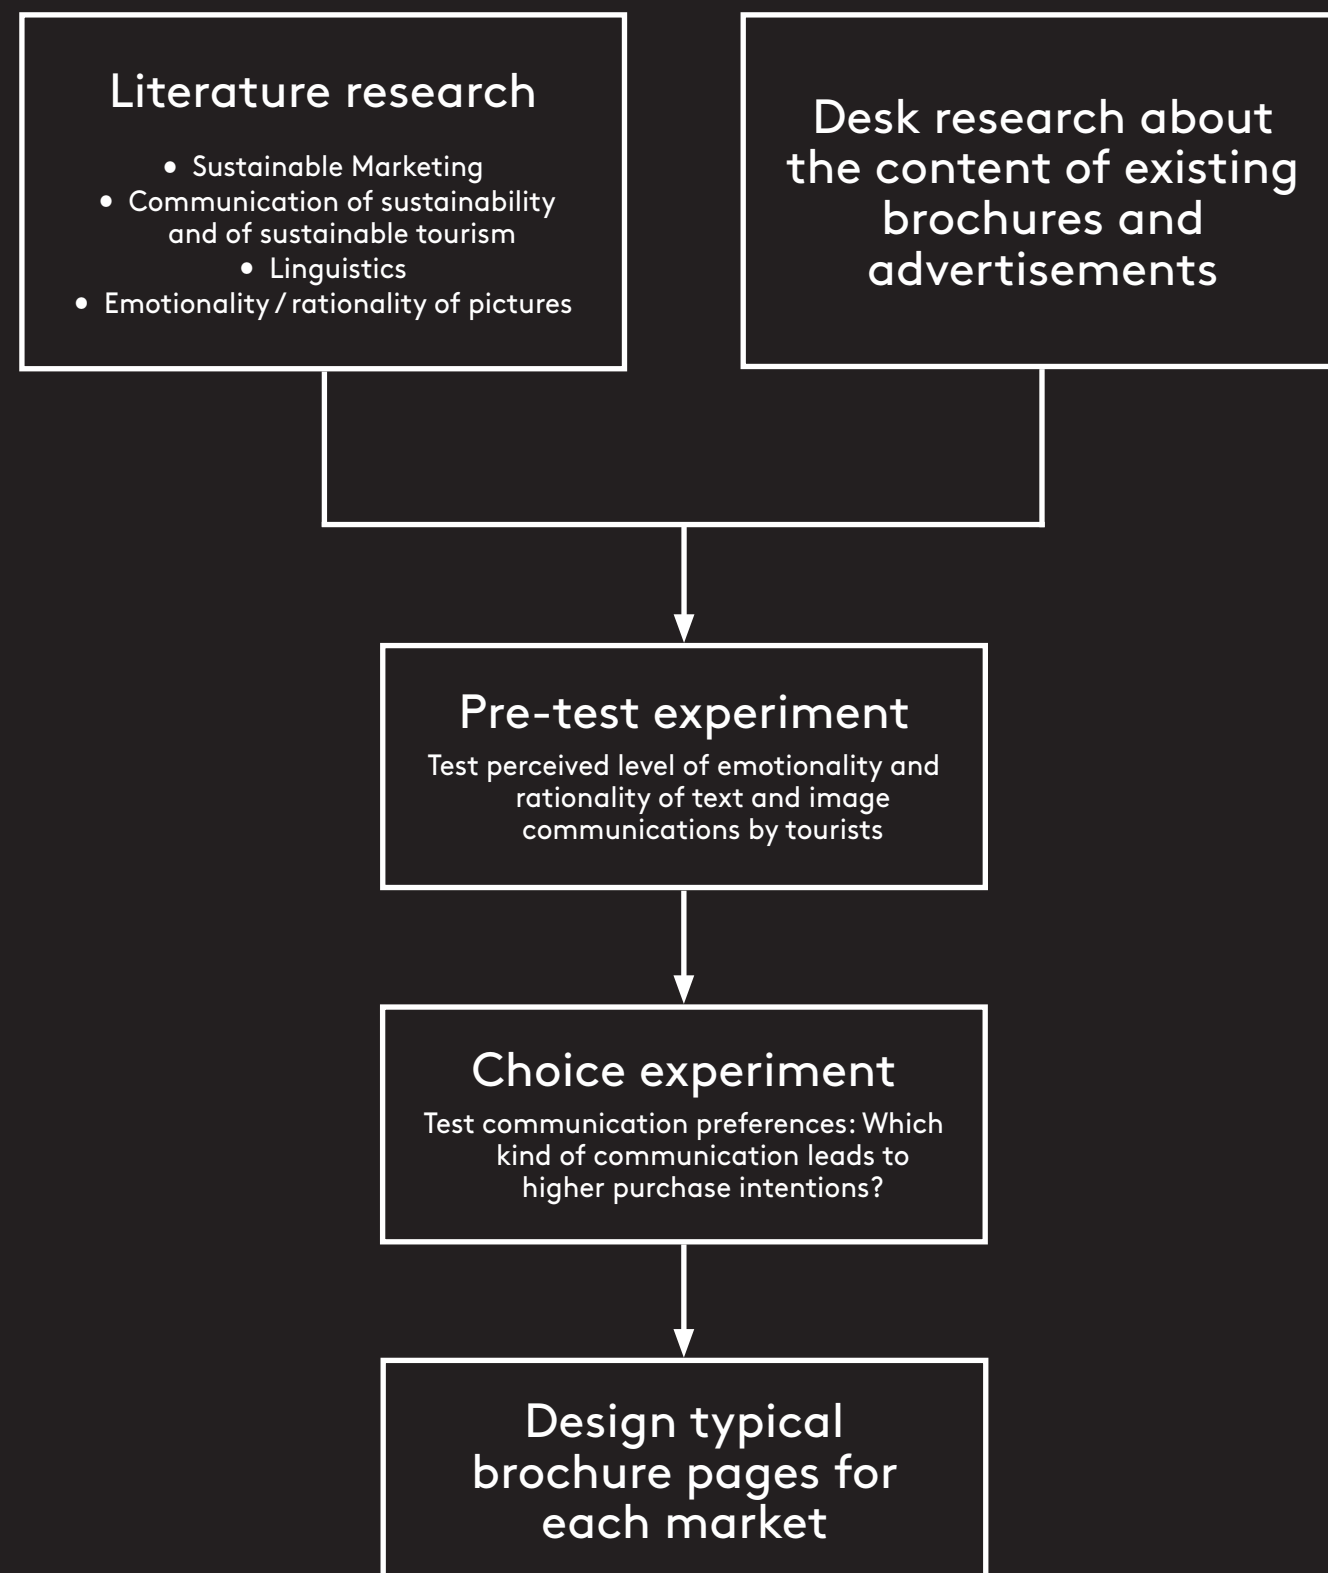 Literature research
• Sustainable Marketing
• Communication of sustainability
and of sustainable tourism
• Linguistics
• Emotionality / rationality of pictures
Desk research about
the content of existing
brochures and
advertisements
Pre-test experiment
Test perceived level of emotionality and
rationality of text and image
communications by tourists
Choice experiment
Test communication preferences: Which
kind of communication leads to
higher purchase intentions?
Design typical
brochure pages for
each market